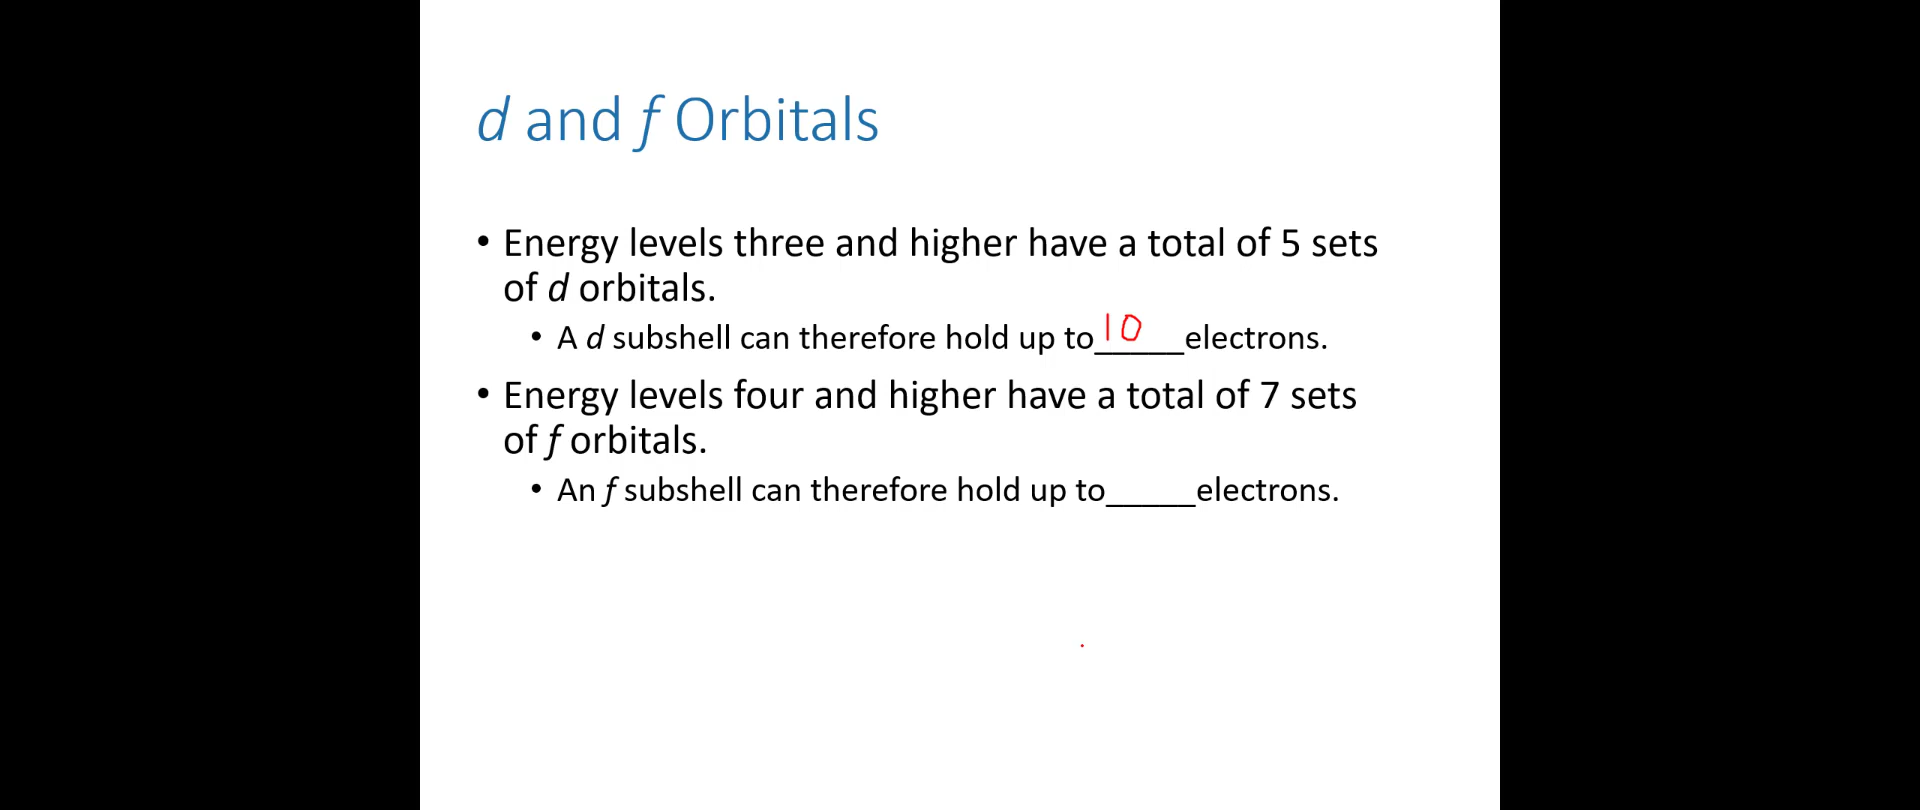 d and f Orbitals
• Energy levels three and higher have a total of 5 sets
of d orbitals.
• A d subshell can therefore hold up to 10 electrons.
• Energy levels four and higher have a total of 7 sets
of f orbitals.
• An f subshell can therefore hold up to_____electrons.